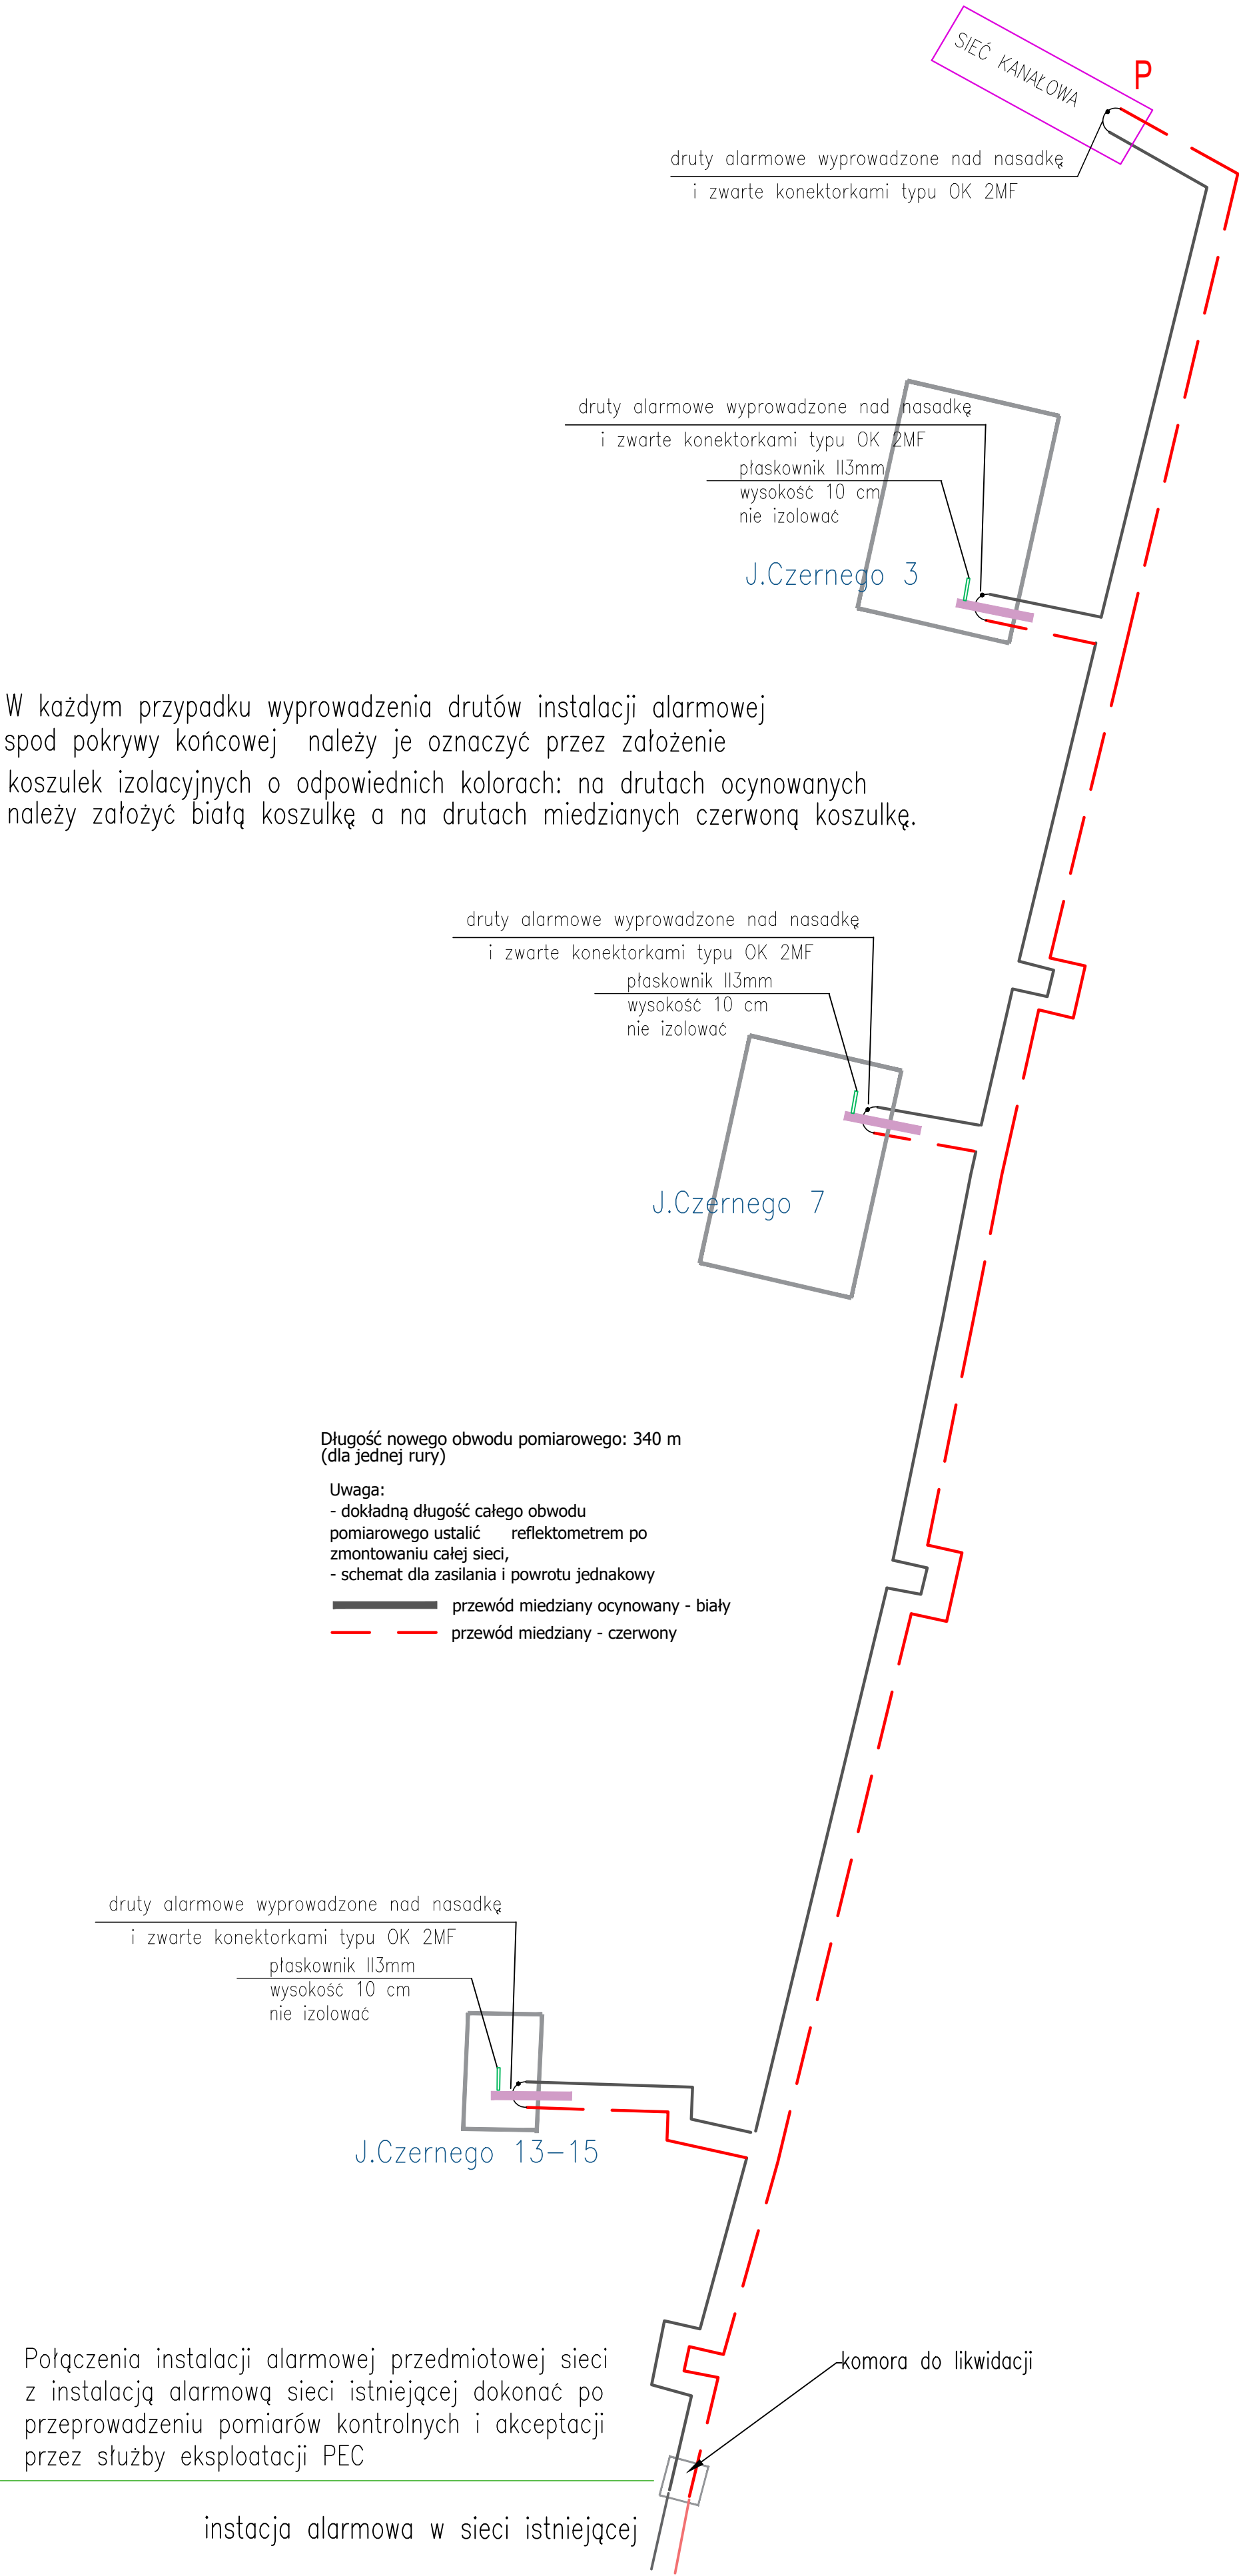 SIEĆ KANAŁOWA
P
druty alarmowe wyprowadzone nad nasadkę
i zwarte konektorkami typu OK 2MF
druty alarmowe wyprowadzone nad nasadkę
i zwarte konektorkami typu OK 2MF
płaskownik II3mm
wysokość 10 cm
nie izolować
J.Czernego 3
W każdym przypadku wyprowadzenia drutów instalacji alarmowej
spod pokrywy końcowej należy je oznaczyć przez założenie
koszulek izolacyjnych o odpowiednich kolorach: na drutach ocynowanych
należy założyć białą koszulkę a na drutach miedzianych czerwoną koszulkę.
druty alarmowe wyprowadzone nad nasadkę
i zwarte konektorkami typu OK 2MF
płaskownik II3mm
wysokość 10 cm
nie izolować
J.Czernego 7
Długość nowego obwodu pomiarowego: 340 m
(dla jednej rury)
Uwaga:
- dokładną długość całego obwodu
pomiarowego ustalić reflektometrem po
zmontowaniu całej sieci,
- schemat dla zasilania i powrotu jednakowy
przewód miedziany ocynowany - biały
przewód miedziany - czerwony
druty alarmowe wyprowadzone nad nasadkę
i zwarte konektorkami typu OK 2MF
płaskownik II3mm
wysokość 10 cm
nie izolować
J.Czernego 13-15
Połączenia instalacji alarmowej przedmiotowej sieci
z instalacją alarmową sieci istniejącej dokonać po
przeprowadzeniu pomiarów kontrolnych i akceptacji
przez służby eksploatacji PEC
komora do likwidacji
instacja alarmowa w sieci istniejącej